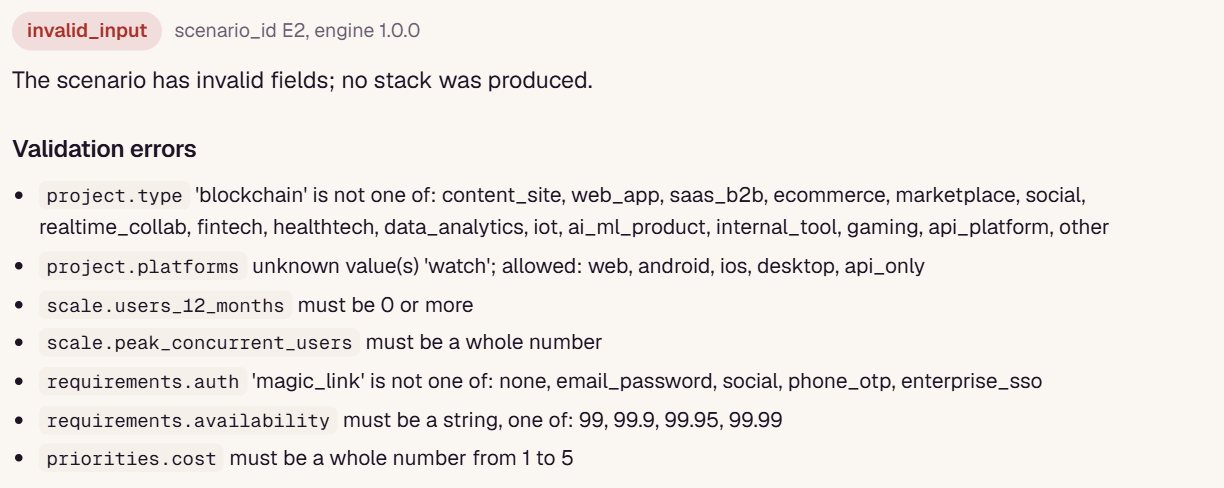 invalid_input scenario_id E2, engine 1.0.0
The scenario has invalid fields; no stack was produced.
Validation errors
• project.type 'blockchain' is not one of: content_site, web_app, saas_b2b, ecommerce, marketplace, social,
realtime_collab, fintech, healthtech, data_analytics, iot, ai_ml_product, internal_tool, gaming, api_platform, other
• project.platforms unknown value(s) 'watch'; allowed: web, android, ios, desktop, api_only
• scale.users_12_months must be 0 or more
• scale.peak_concurrent_users must be a whole number
• requirements.auth 'magic_link' is not one of: none, email_password, social, phone_otp, enterprise_sso
• requirements.availability must be a string, one of: 99, 99.9, 99.95, 99.99
• priorities.cost must be a whole number from 1 to 5